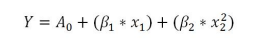 Y = A₀ + (β₁ * x₁) + (β₂ * x₂²)